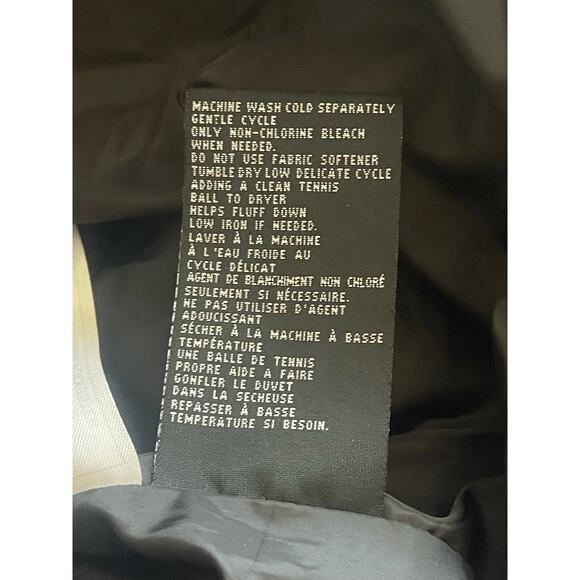 MACHINE WASH COLD SEPARATELY
GENTLE CYCLE
ONLY NON-CHLORINE BLEACH
WHEN NEEDED.
DO NOT USE FABRIC SOFTENER
TUMBLE DRY LOW DELICATE CYCLE
ADDING A CLEAN TENNIS
BALL TO DRYER
HELPS FLUFF DOWN
LOW IRON IF NEEDED.
LAVER À LA MACHINE
À L'EAU FROIDE AU
CYCLE DÉLICAT
AGENT DE BLANCHIMENT NON CHLORÉ
SEULEMENT SI NÉCESSAIRE.
NE PAS UTILISER D'AGENT
ADOUCISSANT
SÉCHER À LA MACHINE À BASSE
TEMPÉRATURE
UNE BALLE DE TENNIS
PROPRE AIDE À FAIRE
GONFLER LE DUVET
DANS LA SECHEUSE
REPASSER À BASSE
TEMPERATURE SI BESOIN.